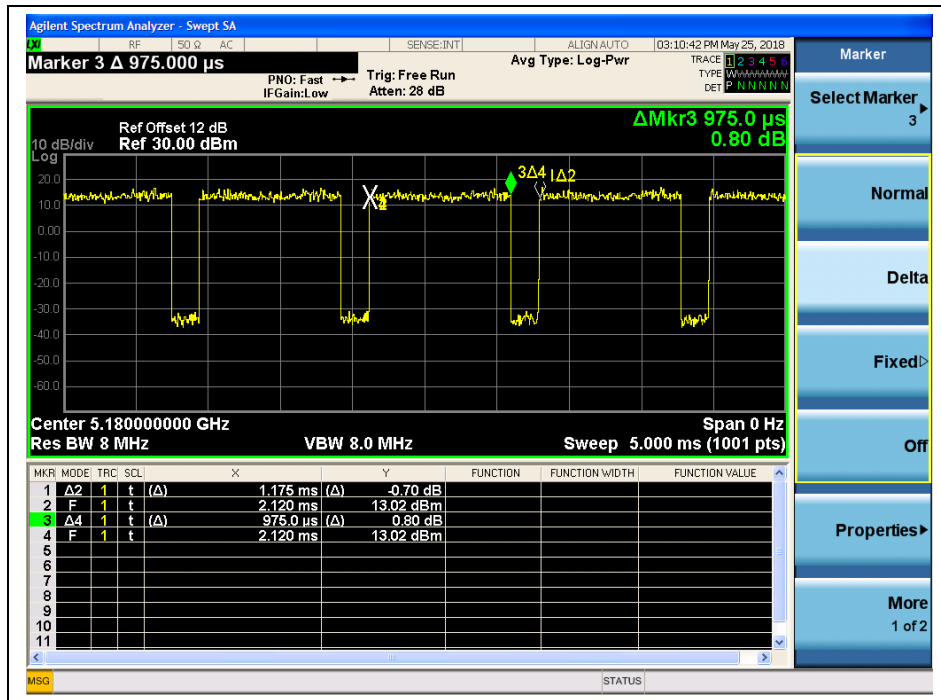 Agilent Spectrum Analyzer - Swept SA
LXI RF 50 Ω AC SENSE:INT ALIGN AUTO 03:10:42 PM May 25, 2018
Marker 3 Δ 975.000 µs
PNO: Fast
IFGain:Low
Trig: Free Run
Atten: 28 dB
Avg Type: Log-Pwr
TRACE 1 2 3 4 5 6
TYPE W
DET P N N N N N
ΔMkr3 975.0 µs
0.80 dB
Ref Offset 12 dB
10 dB/div Ref 30.00 dBm
Log
20.0
10.0
0.00
-10.0
-20.0
-30.0
-40.0
-50.0
-60.0
3Δ4 1Δ2
Center 5.180000000 GHz Span 0 Hz
Res BW 8 MHz VBW 8.0 MHz Sweep 5.000 ms (1001 pts)
MKR MODE TRC SCL X Y FUNCTION FUNCTION WIDTH FUNCTION VALUE
1 Δ2 1 t (Δ) 1.175 ms (Δ) -0.70 dB
2 F 1 t 2.120 ms 13.02 dBm
3 Δ4 1 t (Δ) 975.0 µs (Δ) 0.80 dB
4 F 1 t 2.120 ms 13.02 dBm
5
6
7
8
9
10
11
MSG STATUS
Marker
Select Marker
3
Normal
Delta
Fixed
Off
Properties
More
1 of 2